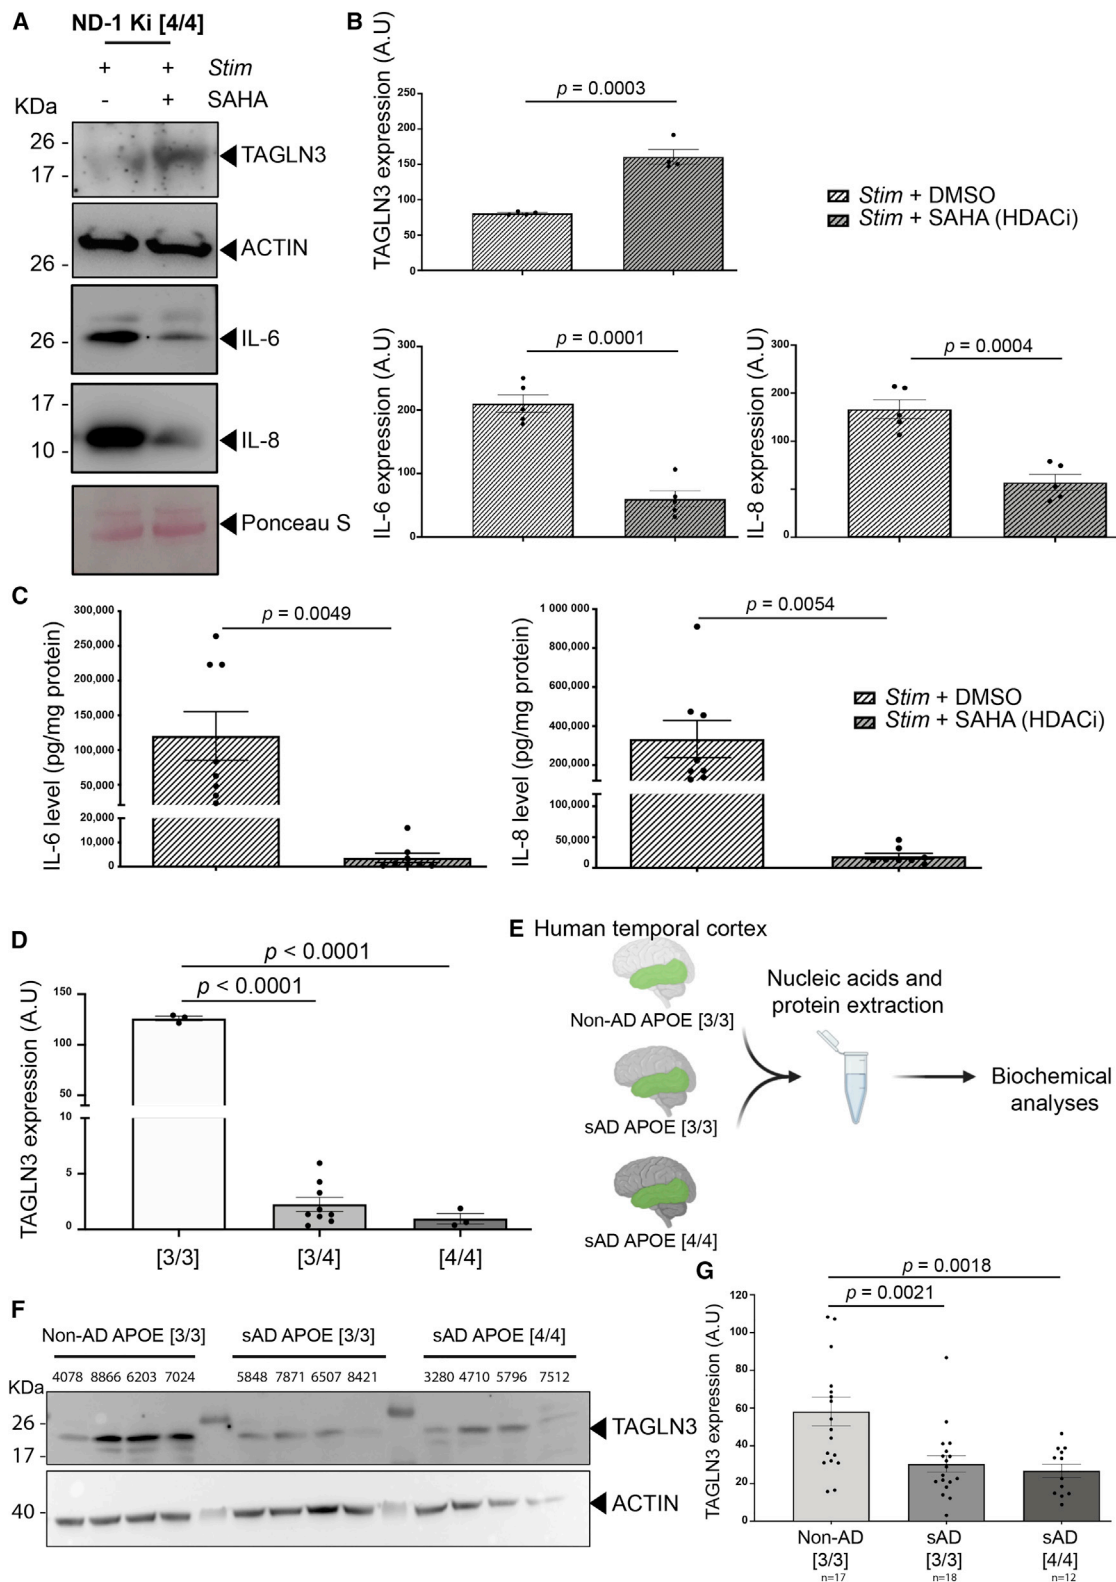 A
ND-1 Ki [4/4]
+ + Stim
- + SAHA
KDa
26 -
17 -
TAGLN3
ACTIN
26 -
26 -
IL-6
17 -
10 -
IL-8
Ponceau S
B
TAGLN3 expression (A.U)
p = 0.0003
250
200
150
100
50
0
Stim + DMSO
Stim + SAHA (HDACi)
IL-6 expression (A.U)
p = 0.0001
300
200
100
0
IL-8 expression (A.U)
p = 0.0004
300
200
100
0
C
IL-6 level (pg/mg protein)
p = 0.0049
300,000
250,000
200,000
150,000
100,000
50,000
20,000
10,000
0
IL-8 level (pg/mg protein)
p = 0.0054
1 000 000
800,000
600,000
400,000
200,000
100,000
50,000
0
Stim + DMSO
Stim + SAHA (HDACi)
D
TAGLN3 expression (A.U)
p < 0.0001
p < 0.0001
150
100
50
10
5
0
[3/3] [3/4] [4/4]
E Human temporal cortex
Non-AD APOE [3/3]
sAD APOE [3/3]
sAD APOE [4/4]
Nucleic acids and
protein extraction
Biochemical
analyses
F
Non-AD APOE [3/3] sAD APOE [3/3] sAD APOE [4/4]
4078 8866 6203 7024 5848 7871 6507 8421 3280 4710 5796 7512
KDa
26 -
17 -
TAGLN3
40 -
ACTIN
G
TAGLN3 expression (A.U)
p = 0.0018
p = 0.0021
120
100
80
60
40
20
0
Non-AD sAD sAD
[3/3] [3/3] [4/4]
n=17 n=18 n=12